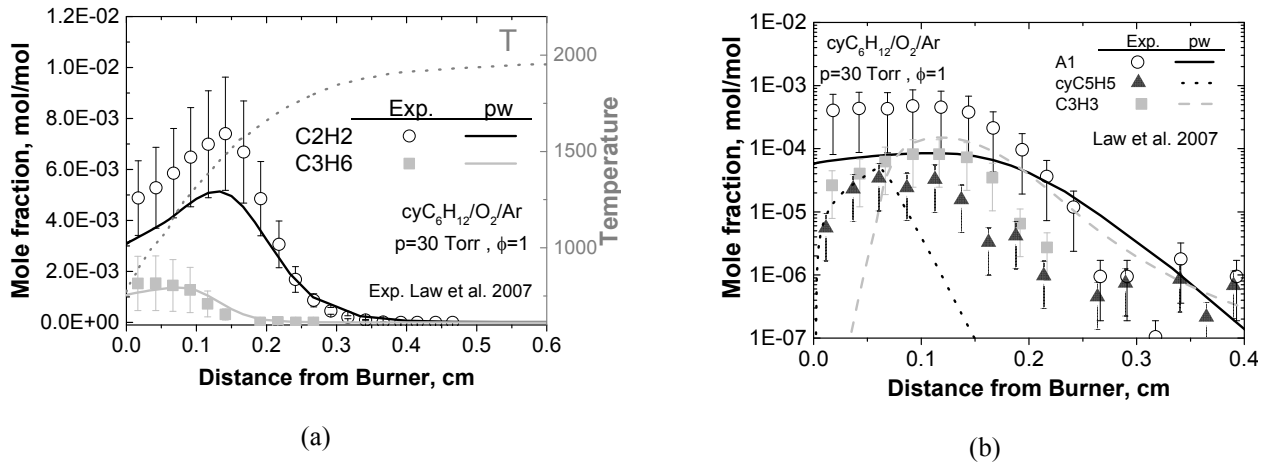 1.2E-02
1.0E-02
8.0E-03
6.0E-03
4.0E-03
2.0E-03
0.0E+00
Mole fraction, mol/mol
T
2000
1500
1000
Temperature
Exp. pw
C2H2
C3H6
cyC6H12/O2/Ar
p=30 Torr , ϕ=1
Exp. Law et al. 2007
0.0 0.1 0.2 0.3 0.4 0.5 0.6
Distance from Burner, cm
(a)
1E-02
1E-03
1E-04
1E-05
1E-06
1E-07
Mole fraction, mol/mol
cyC6H12/O2/Ar
p=30 Torr , ϕ=1
Exp. pw
A1
cyC5H5
C3H3
Law et al. 2007
0.0 0.1 0.2 0.3 0.4
Distance from Burner, cm
(b)